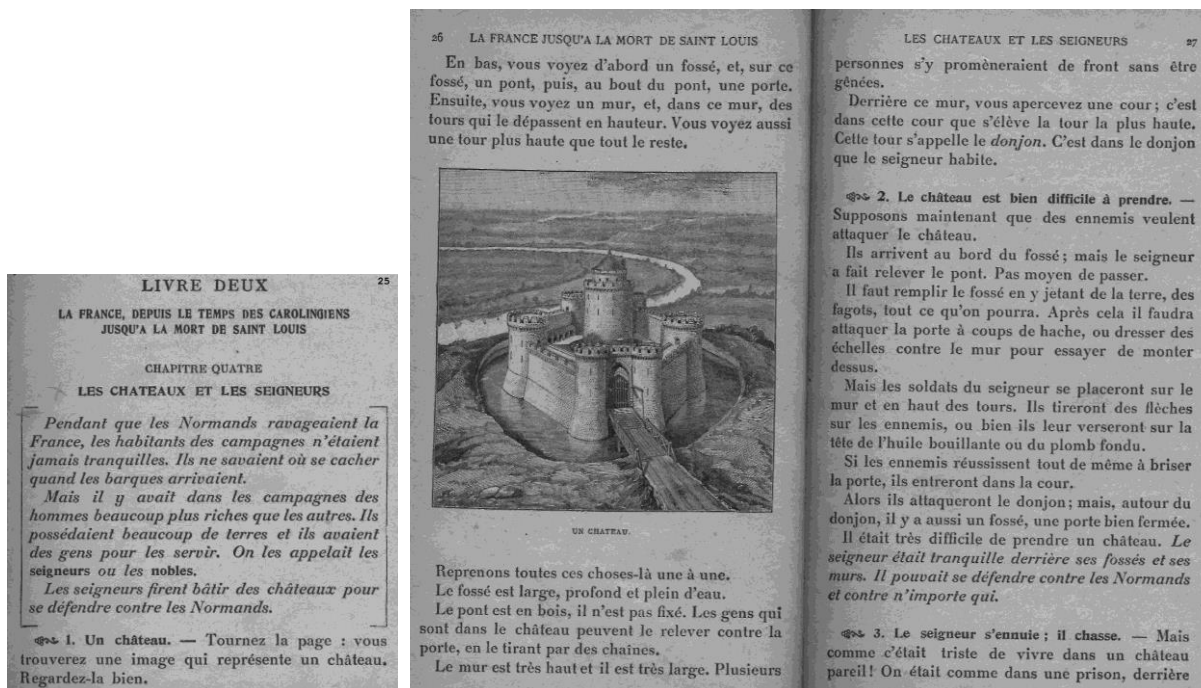 LIVRE DEUX
25
LA FRANCE, DEPUIS LE TEMPS DES CAROLINGIENS
JUSQU'A LA MORT DE SAINT LOUIS
CHAPITRE QUATRE
LES CHATEAUX ET LES SEIGNEURS
Pendant que les Normands ravageaient la
France, les habitants des campagnes n'étaient
jamais tranquilles. Ils ne savaient où se cacher
quand les barques arrivaient.
Mais il y avait dans les campagnes des
hommes beaucoup plus riches que les autres. Ils
possédaient beaucoup de terres et ils avaient
des gens pour les servir. On les appelait les
seigneurs ou les nobles.
Les seigneurs firent bâtir des châteaux pour
se défendre contre les Normands.
1. Un château. — Tournez la page : vous
trouverez une image qui représente un château.
Regardez-la bien.
26 LA FRANCE JUSQU'A LA MORT DE SAINT LOUIS
En bas, vous voyez d'abord un fossé, et, sur ce
fossé, un pont, puis, au bout du pont, une porte.
Ensuite, vous voyez un mur, et, dans ce mur, des
tours qui le dépassent en hauteur. Vous voyez aussi
une tour plus haute que tout le reste.
UN CHATEAU.
Reprenons toutes ces choses-là une à une.
Le fossé est large, profond et plein d'eau.
Le pont est en bois, il n'est pas fixé. Les gens qui
sont dans le château peuvent le relever contre la
porte, en le tirant par des chaines.
Le mur est très haut et il est très large. Plusieurs
LES CHATEAUX ET LES SEIGNEURS 27
personnes s'y promèneraient de front sans être
gênées.
Derrière ce mur, vous apercevez une cour ; c'est
dans cette cour que s'élève la tour la plus haute.
Cette tour s'appelle le donjon. C'est dans le donjon
que le seigneur habite.
2. Le château est bien difficile à prendre. —
Supposons maintenant que des ennemis veulent
attaquer le château.
Ils arrivent au bord du fossé ; mais le seigneur
a fait relever le pont. Pas moyen de passer.
Il faut remplir le fossé en y jetant de la terre, des
fagots, tout ce qu'on pourra. Après cela il faudra
attaquer la porte à coups de hache, ou dresser des
échelles contre le mur pour essayer de monter
dessus.
Mais les soldats du seigneur se placeront sur le
mur et en haut des tours. Ils tireront des flèches
sur les ennemis, ou bien ils leur verseront sur la
tête de l'huile bouillante ou du plomb fondu.
Si les ennemis réussissent tout de même à briser
la porte, ils entreront dans la cour.
Alors ils attaqueront le donjon ; mais, autour du
donjon, il y a aussi un fossé, une porte bien fermée.
Il était très difficile de prendre un château. Le
seigneur était tranquille derrière ses fossés et ses
murs. Il pouvait se défendre contre les Normands
et contre n'importe qui.
3. Le seigneur s'ennuie ; il chasse. — Mais
comme c'était triste de vivre dans un château
pareil ! On était comme dans une prison, derrière